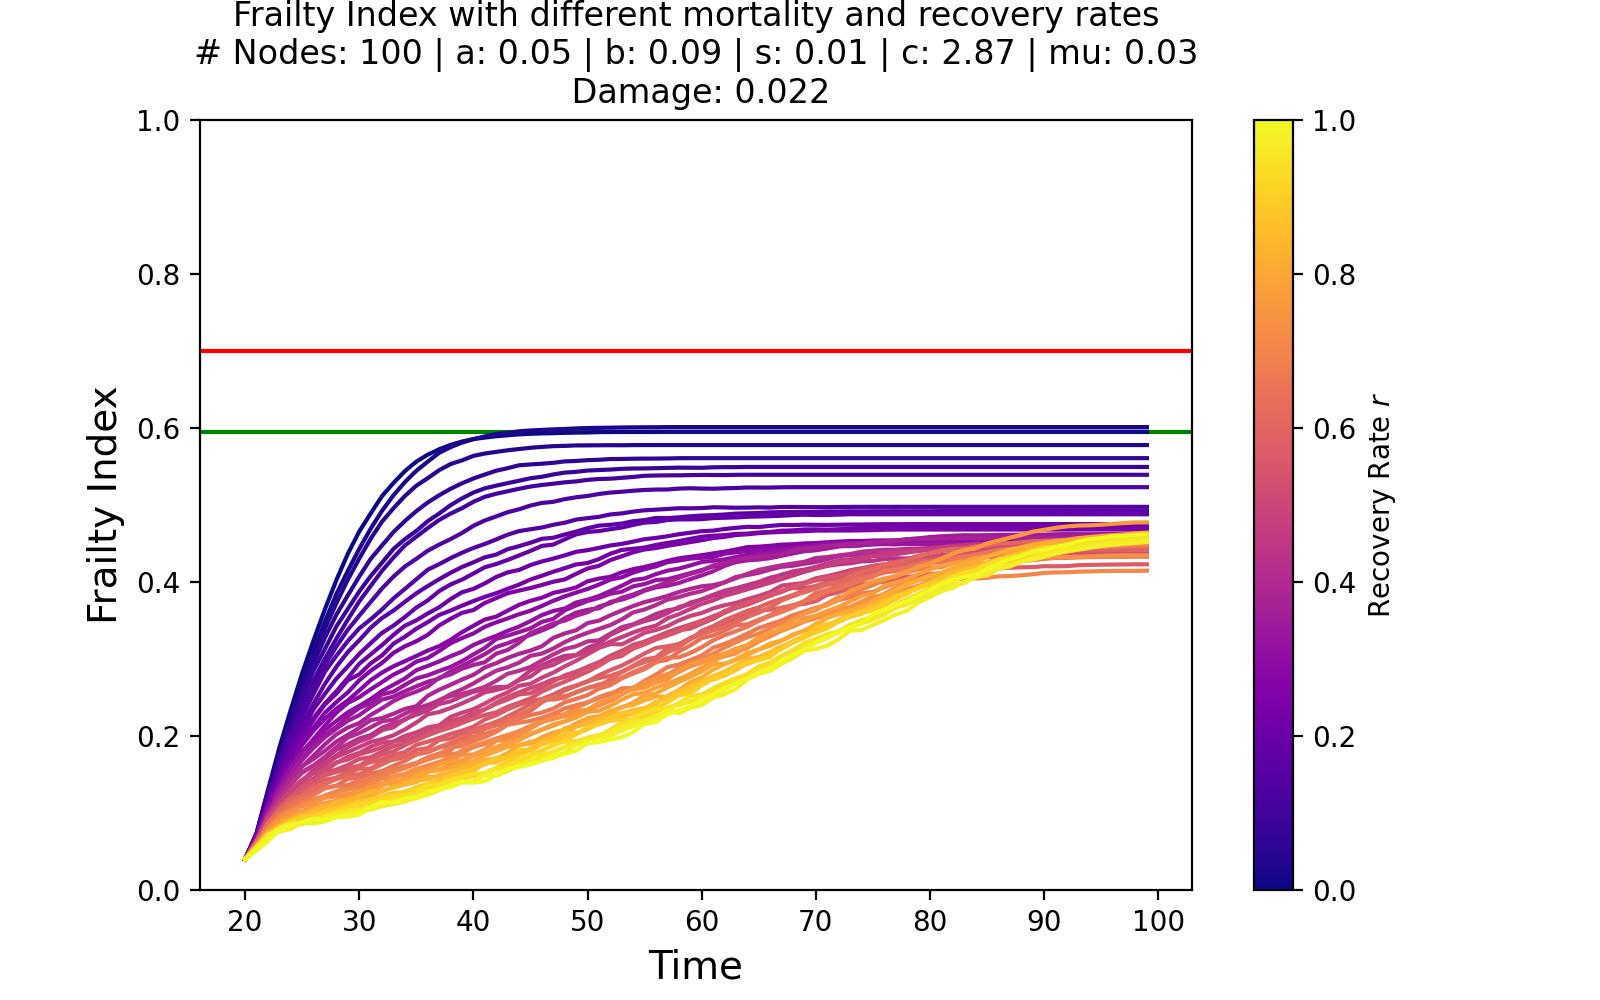 Frailty Index with different mortality and recovery rates
# Nodes: 100 | a: 0.05 | b: 0.09 | s: 0.01 | c: 2.87 | mu: 0.03
Damage: 0.022
1.0
0.8
0.6
0.4
0.2
0.0
Frailty Index
20 30 40 50 60 70 80 90 100
Time
1.0
0.8
0.6
0.4
0.2
0.0
Recovery Rate r